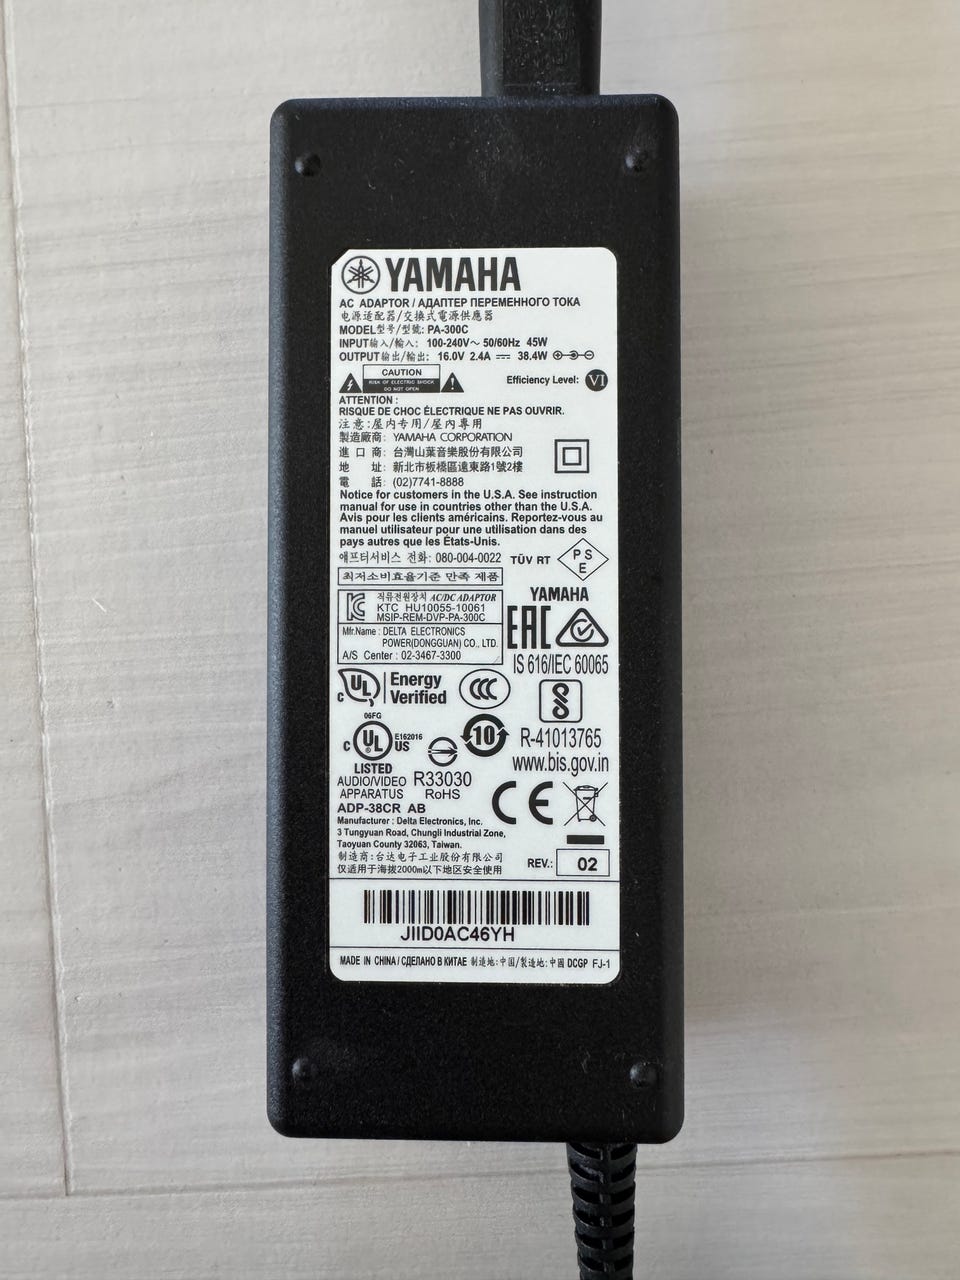 YAMAHA
AC ADAPTOR / АДАПТЕР ПЕРЕМЕННОГО ТОКА
电源适配器/交換式電源供應器
MODEL型号/型號: PA-300C
INPUT输入/輸入: 100-240V~ 50/60Hz 45W
OUTPUT输出/輸出: 16.0V 2.4A ⎓ 38.4W
CAUTION
RISK OF ELECTRIC SHOCK
DO NOT OPEN
Efficiency Level: VI
ATTENTION :
RISQUE DE CHOC ÉLECTRIQUE NE PAS OUVRIR.
注意:屋内专用/屋內專用
製造廠商: YAMAHA CORPORATION
進口商: 台灣山葉音樂股份有限公司
地址: 新北市板橋區遠東路1號2樓
電話: (02)7741-8888
Notice for customers in the U.S.A. See instruction
manual for use in countries other than the U.S.A.
Avis pour les clients américains. Reportez-vous au
manuel utilisateur pour une utilisation dans des
pays autres que les États-Unis.
애프터서비스 전화: 080-004-0022
TÜV RT
PSE
최저소비효율기준 만족 제품
YAMAHA
직류전원장치 AC/DC ADAPTOR
KTC HU10055-10061
MSIP-REM-DVP-PA-300C
EAC
Mfr.Name : DELTA ELECTRONICS
POWER(DONGGUAN) CO., LTD.
A/S Center : 02-3467-3300
IS 616/IEC 60065
c UL
Energy
Verified
CCC
06FG
c UL US
E162016
LISTED
AUDIO/VIDEO
APPARATUS
10
R33030
RoHS
R-41013765
www.bis.gov.in
ADP-38CR AB
CE
Manufacturer : Delta Electronics, Inc.
3 Tungyuan Road, Chungli Industrial Zone,
Taoyuan County 32063, Taiwan.
制造商:台达电子工业股份有限公司
仅适用于海拔2000m以下地区安全使用
REV.: 02
JIID0AC46YH
MADE IN CHINA / СДЕЛАНО В КИТАЕ 制造地:中国/製造地:中國 DCGP FJ-1